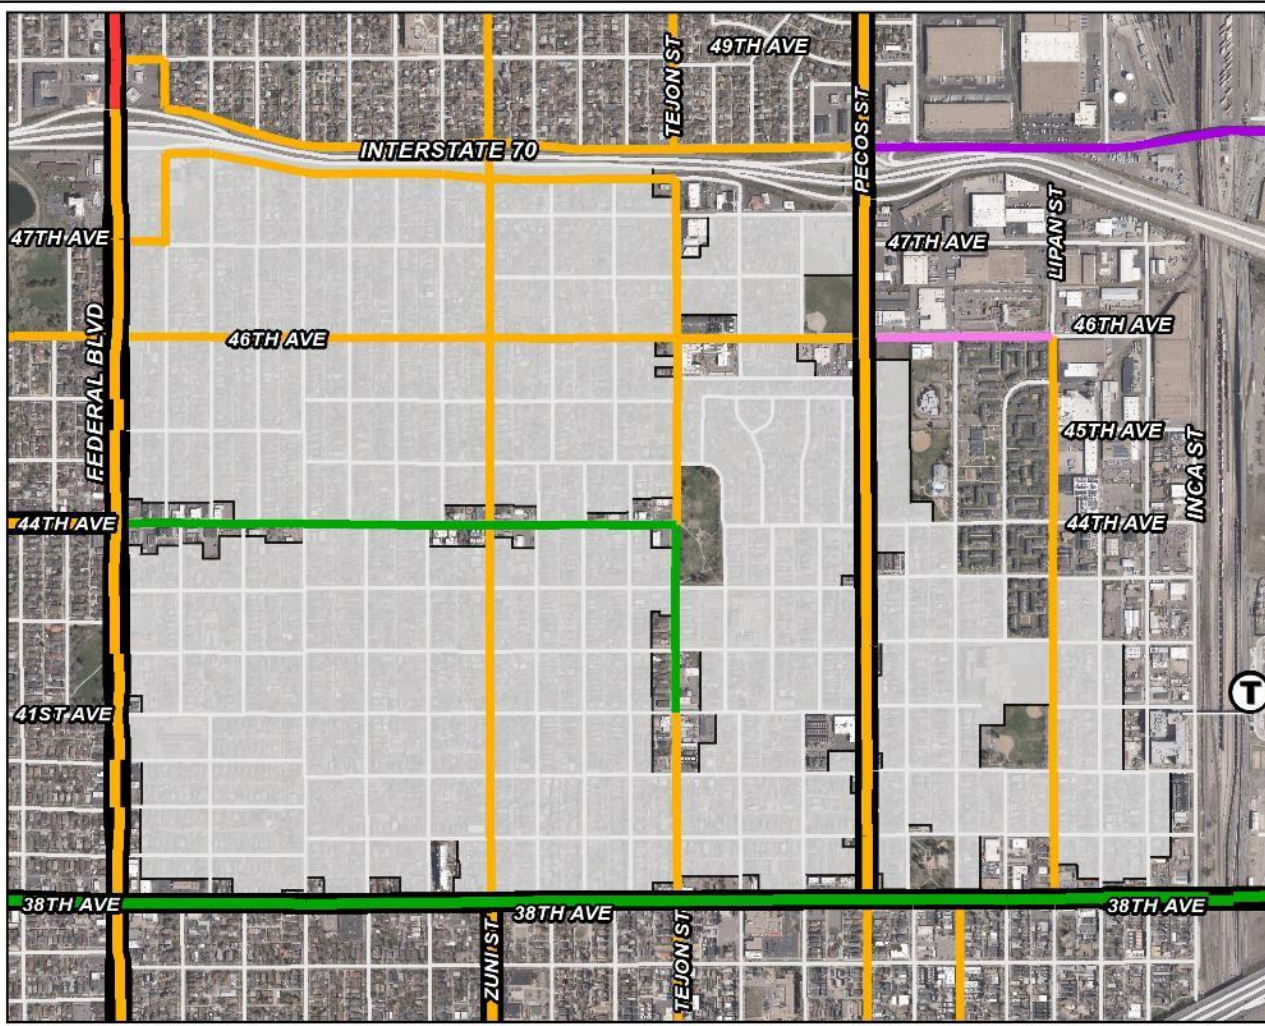 49TH AVE
TEJON ST
PECOS ST
INTERSTATE 70
LIPAN ST
47TH AVE
47TH AVE
FEDERAL BLVD
46TH AVE
46TH AVE
45TH AVE
INCA ST
44TH AVE
44TH AVE
T
41ST AVE
38TH AVE
38TH AVE
38TH AVE
ZUNI ST
TEJON ST